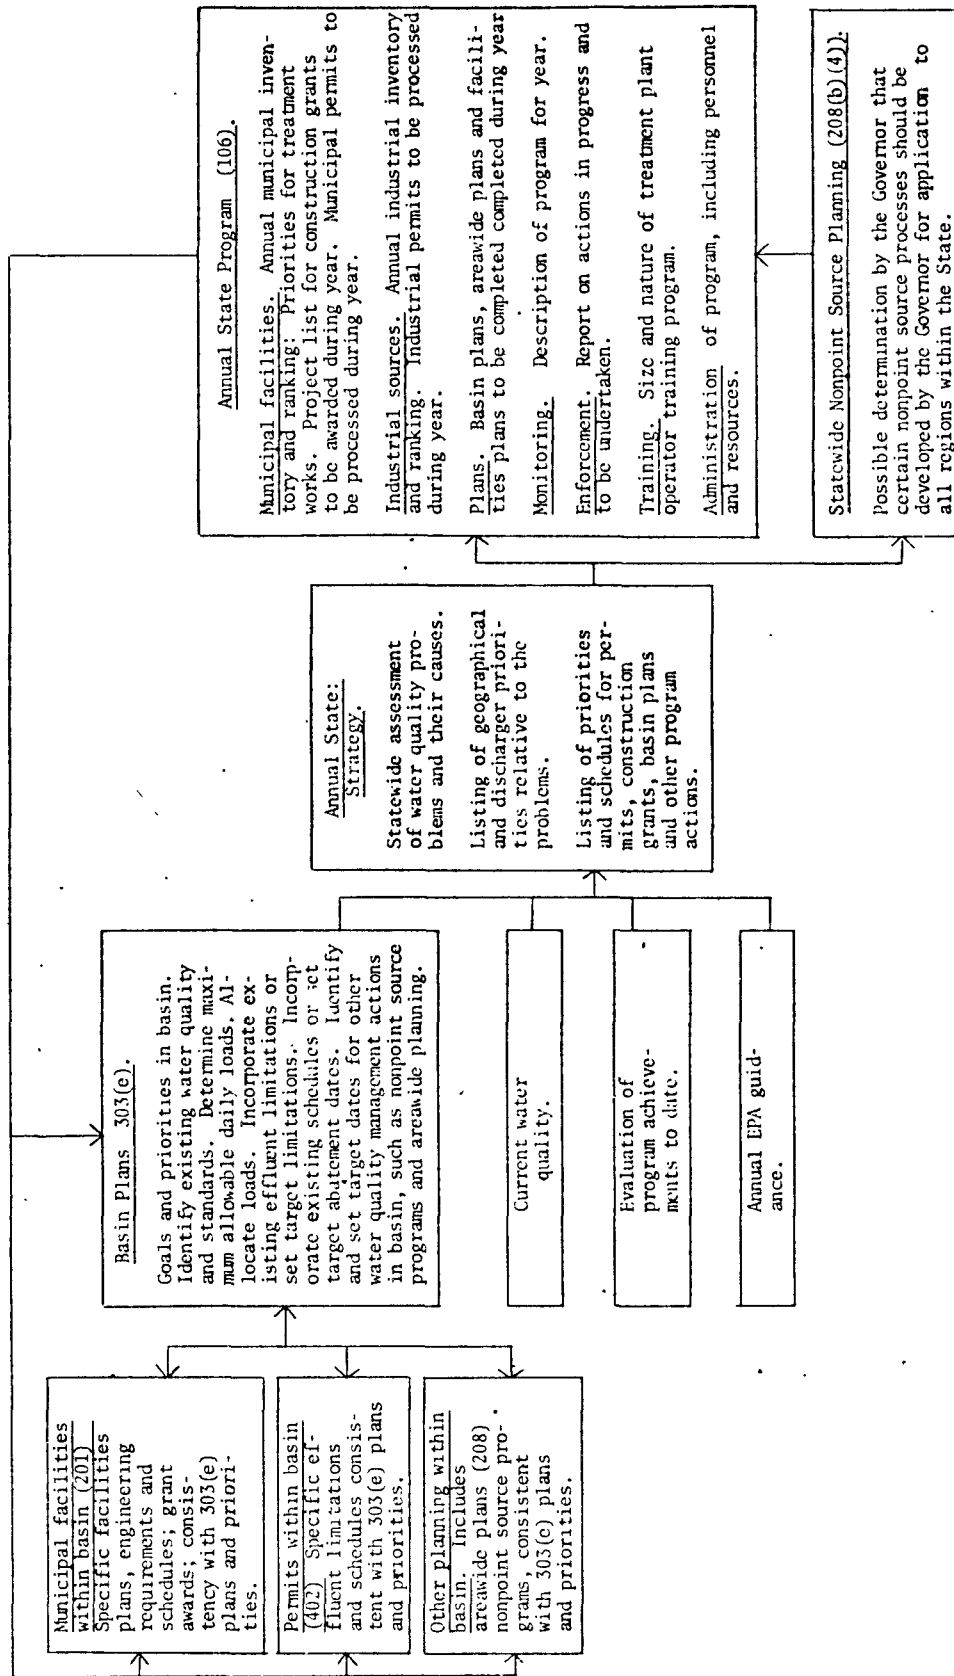 Municipal facilities
within basin (201)
Specific facilities
plans, engineering
requirements and
schedules; grant
awards; consis-
tency with 303(e)
plans and priori-
ties.
Permits within basin
(402) Specific ef-
fluent limitations
and schedules consis-
tent with 303(e) plans
and priorities.
Other planning within
basin. Includes
areawide plans (208)
nonpoint source pro-
grams, consistent
with 303(c) plans
and priorities.
Basin Plans 303(e).
Goals and priorities in basin.
Identify existing water quality
and standards. Determine maxi-
mum allowable daily loads. Al-
locate loads. Incorporate ex-
isting effluent limitations or
set target limitations. Incorp-
orate existing schedules or set
target abatement dates. Identify
and set target dates for other
water quality management actions
in basin, such as nonpoint source
programs and areawide planning.
Current water
quality.
Evaluation of
program achieve-
ments to date.
Annual EPA guid-
ance.
Annual State:
Strategy.
Statewide assessment
of water quality pro-
blems and their causes.
Listing of geographical
and discharger priori-
ties relative to the
problems.
Listing of priorities
and schedules for per-
mits, construction
grants, basin plans
and other program
actions.
Annual State Program (106).
Municipal facilities. Annual municipal inven-
tory and ranking: Priorities for treatment
works. Project list for construction grants
to be awarded during year. Municipal permits to
be processed during year.
Industrial sources. Annual industrial inventory
and ranking. Industrial permits to be processed
during year.
Plans. Basin plans, areawide plans and facili-
ties plans to be completed completed during year
Monitoring. Description of program for year.
Enforcement. Report on actions in progress and
to be undertaken.
Training. Size and nature of treatment plant
operator training program.
Administration of program, including personnel
and resources.
Statewide Nonpoint Source Planning (208(b)(4)).
Possible determination by the Governor that
certain nonpoint source processes should be
developed by the Governor for application to
all regions within the State.